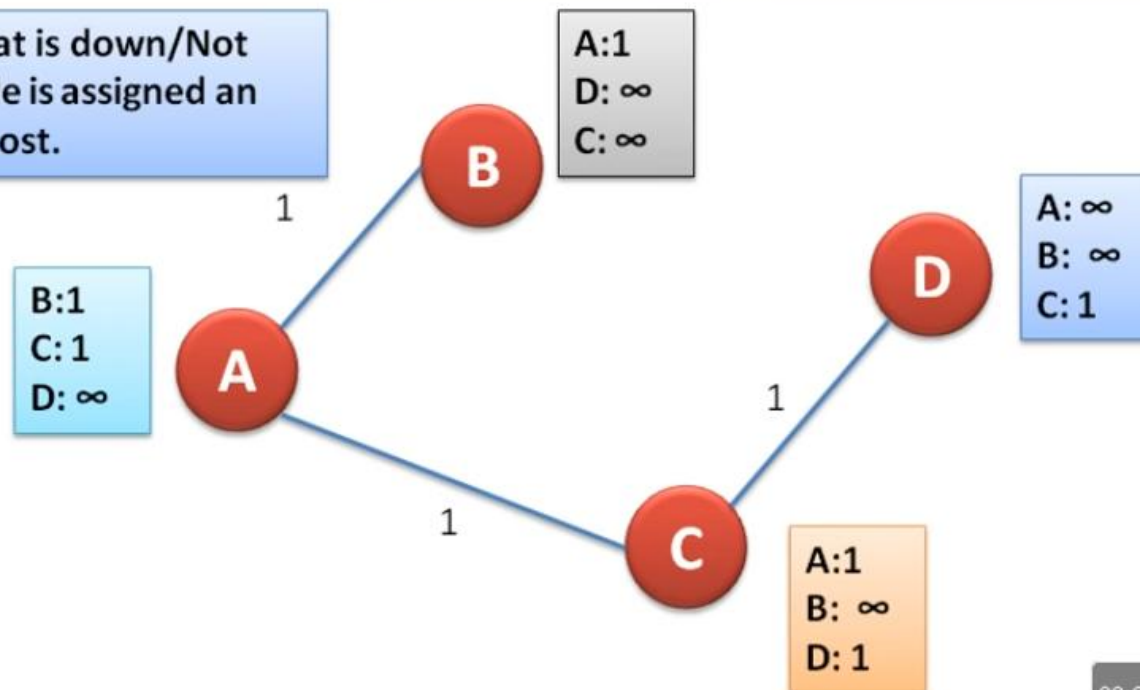 at is down/Not
e is assigned an
ost.
A:1
D: ∞
C: ∞
B
1
A: ∞
B: ∞
C: 1
D
B:1
C: 1
D: ∞
A
1
1
C
A:1
B: ∞
D: 1